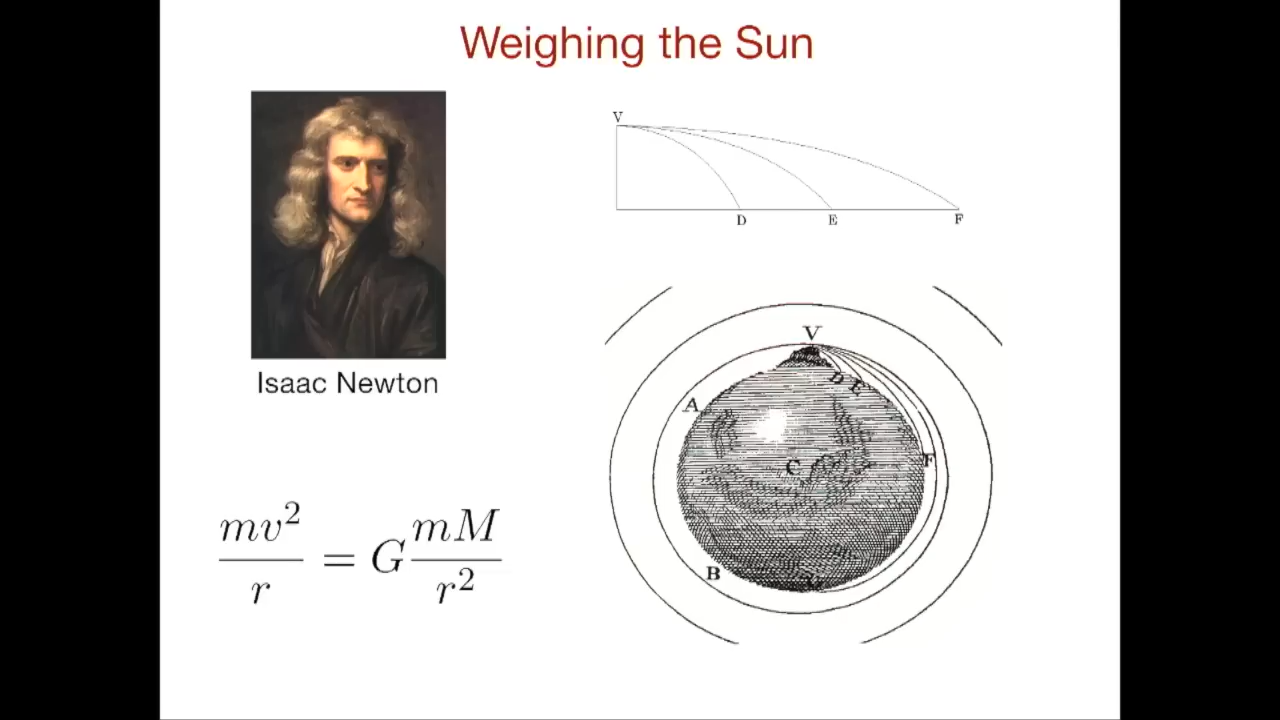 Weighing the Sun
V
D E F
Isaac Newton
V
D E
A
C
F
B
G
mv²/r = G mM/r²